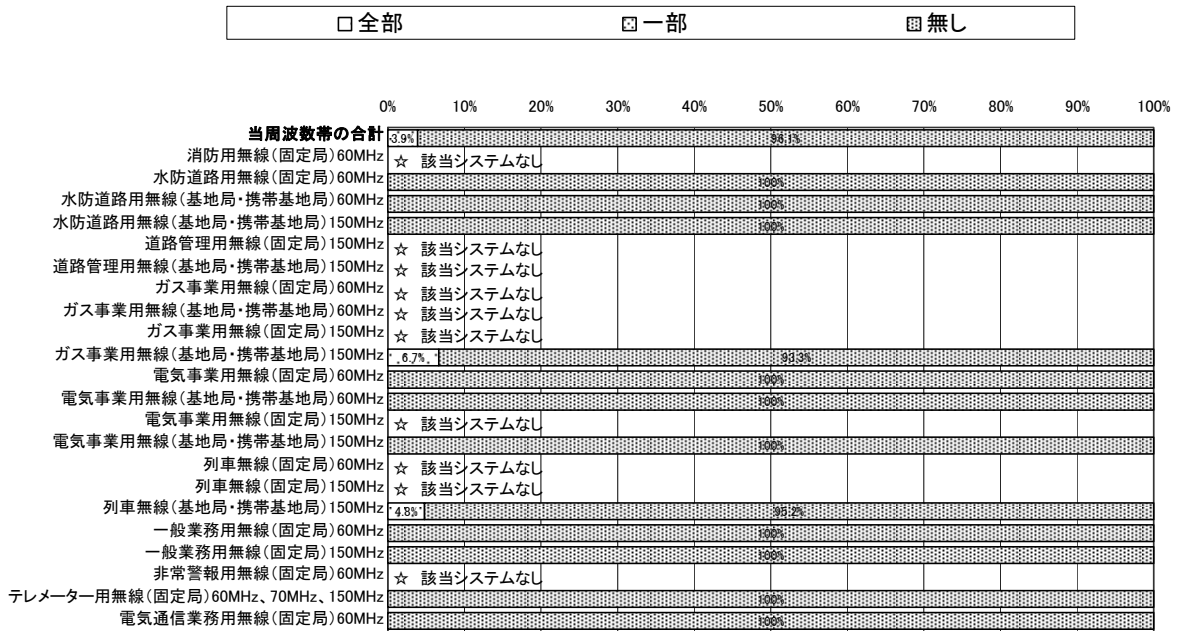 □全部 一部 無し
0% 10% 20% 30% 40% 50% 60% 70% 80% 90% 100%
当周波数帯の合計 3.9% 96.1%
消防用無線(固定局)60MHz ☆ 該当システムなし
水防道路用無線(固定局)60MHz 100%
水防道路用無線(基地局・携帯基地局)60MHz 100%
水防道路用無線(基地局・携帯基地局)150MHz 100%
道路管理用無線(固定局)150MHz ☆ 該当システムなし
道路管理用無線(基地局・携帯基地局)150MHz ☆ 該当システムなし
ガス事業用無線(固定局)60MHz ☆ 該当システムなし
ガス事業用無線(基地局・携帯基地局)60MHz ☆ 該当システムなし
ガス事業用無線(固定局)150MHz ☆ 該当システムなし
ガス事業用無線(基地局・携帯基地局)150MHz 6.7% 93.3%
電気事業用無線(固定局)60MHz 100%
電気事業用無線(基地局・携帯基地局)60MHz 100%
電気事業用無線(固定局)150MHz ☆ 該当システムなし
電気事業用無線(基地局・携帯基地局)150MHz 100%
列車無線(固定局)60MHz ☆ 該当システムなし
列車無線(固定局)150MHz ☆ 該当システムなし
列車無線(基地局・携帯基地局)150MHz 4.8% 95.2%
一般業務用無線(固定局)60MHz 100%
一般業務用無線(固定局)150MHz 100%
非常警報用無線(固定局)60MHz ☆ 該当システムなし
テレメーター用無線(固定局)60MHz、70MHz、150MHz 100%
電気通信業務用無線(固定局)60MHz 100%